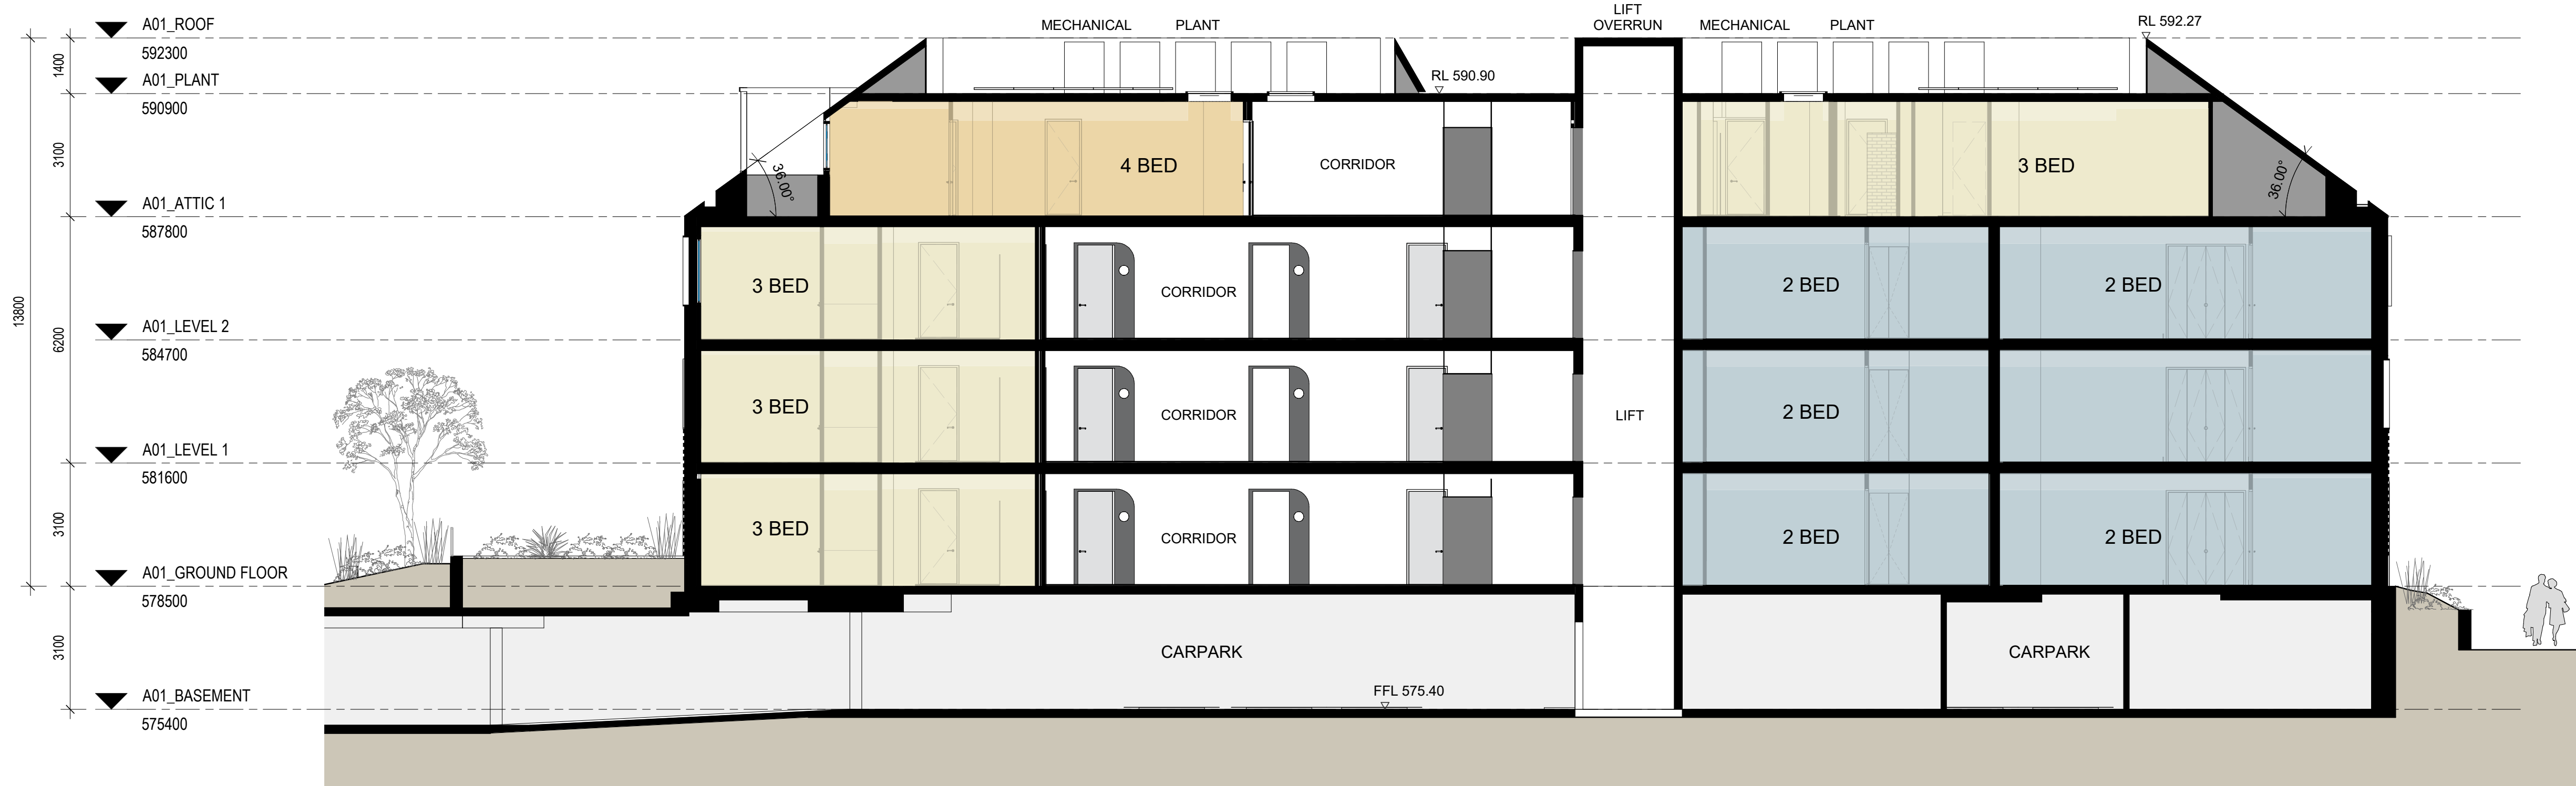 A01_ROOF
592300
A01_PLANT
590900
A01_ATTIC 1
587800
A01_LEVEL 2
584700
A01_LEVEL 1
581600
A01_GROUND FLOOR
578500
A01_BASEMENT
575400
13800
1400
3100
6200
3100
3100
MECHANICAL PLANT
LIFT
OVERRUN
MECHANICAL PLANT
RL 592.27
RL 590.90
36.00°
4 BED
CORRIDOR
3 BED
36.00°
3 BED
CORRIDOR
2 BED
2 BED
3 BED
CORRIDOR
LIFT
2 BED
3 BED
CORRIDOR
2 BED
2 BED
CARPARK
CARPARK
FFL 575.40